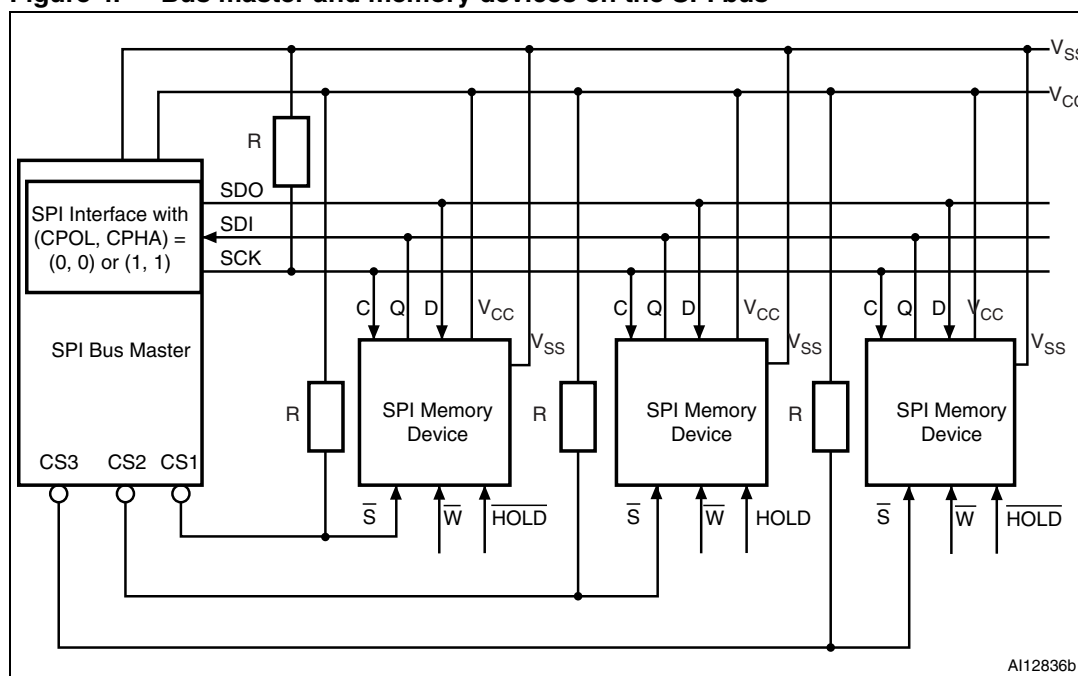 Figure 4. Bus master and memory devices on the SPI bus
VSS
VCC
R
SDO
SDI
SCK
SPI Interface with
(CPOL, CPHA) =
(0, 0) or (1, 1)
SPI Bus Master
CS3 CS2 CS1
C Q D VCC VSS
C Q D VCC VSS
C Q D VCC VSS
R
SPI Memory
Device
R
SPI Memory
Device
R
SPI Memory
Device
S̅ W̅ H̅O̅L̅D̅
S̅ W̅ HOLD
S̅ W̅ H̅O̅L̅D̅
AI12836b